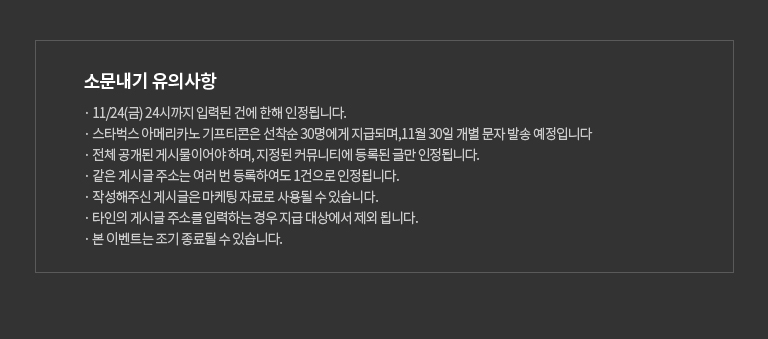 소문내기 유의사항
· 11/24(금) 24시까지 입력된 건에 한해 인정됩니다.
· 스타벅스 아메리카노 기프티콘은 선착순 30명에게 지급되며,11월 30일 개별 문자 발송 예정입니다
· 전체 공개된 게시물이어야 하며, 지정된 커뮤니티에 등록된 글만 인정됩니다.
· 같은 게시글 주소는 여러 번 등록하여도 1건으로 인정됩니다.
· 작성해주신 게시글은 마케팅 자료로 사용될 수 있습니다.
· 타인의 게시글 주소를 입력하는 경우 지급 대상에서 제외 됩니다.
· 본 이벤트는 조기 종료될 수 있습니다.